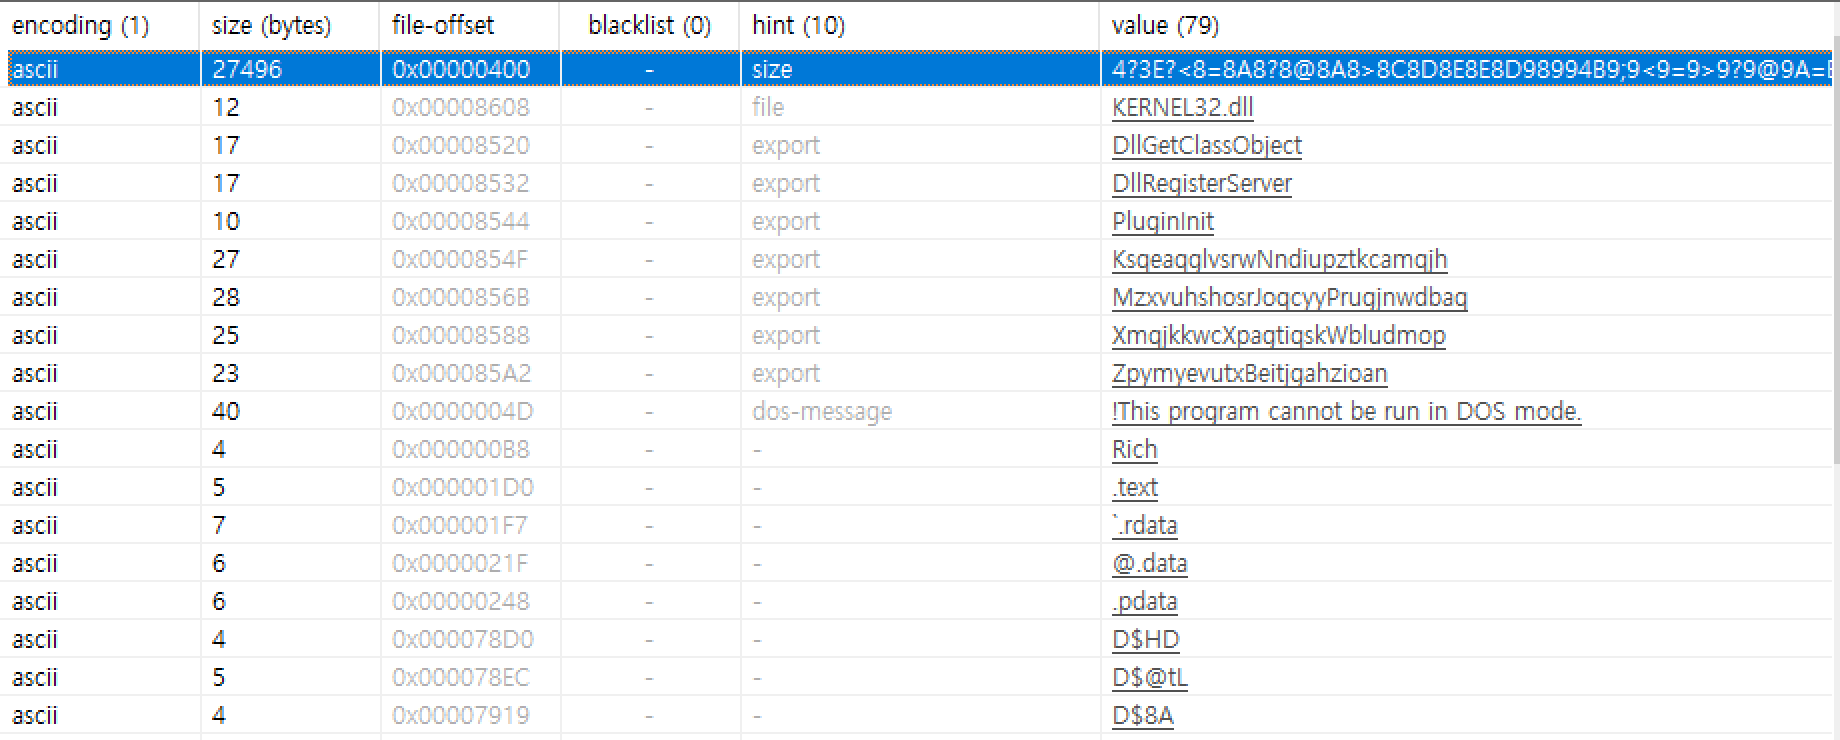 encoding (1) size (bytes) file-offset blacklist (0) hint (10) value (79)
ascii 27496 0x00000400 - size 4?3E?<8=8A8?8@8A8>8C8D8E8E8D98994B9;9<9=9>9?9@9A=E
ascii 12 0x00008608 - file KERNEL32.dll
ascii 17 0x00008520 - export DllGetClassObject
ascii 17 0x00008532 - export DllRegisterServer
ascii 10 0x00008544 - export PluginInit
ascii 27 0x0000854F - export KsqeaqglvsrwNndiupztkcamqjh
ascii 28 0x0000856B - export MzxvuhshosrJoqcyyPrugjnwdbaq
ascii 25 0x00008588 - export XmqjkkwcXpagtiqskWbludmop
ascii 23 0x000085A2 - export ZpymyevutxBeitjgahzioan
ascii 40 0x0000004D - dos-message !This program cannot be run in DOS mode.
ascii 4 0x000000B8 - - Rich
ascii 5 0x000001D0 - - .text
ascii 7 0x000001F7 - - `.rdata
ascii 6 0x0000021F - - @.data
ascii 6 0x00000248 - - .pdata
ascii 4 0x000078D0 - - D$HD
ascii 5 0x000078EC - - D$@tL
ascii 4 0x00007919 - - D$8A